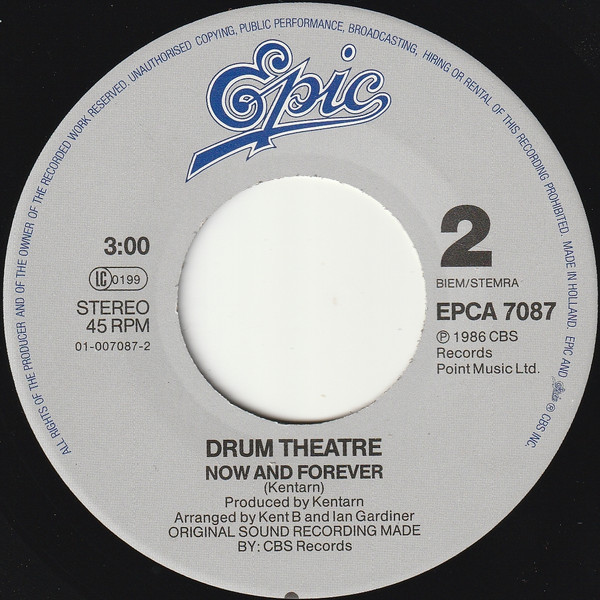 ALL RIGHTS OF THE PRODUCER AND OF THE OWNER OF THE RECORDED WORK RESERVED. UNAUTHORISED COPYING, PUBLIC PERFORMANCE, BROADCASTING, HIRING OR RENTAL OF THIS RECORDING PROHIBITED. MADE IN HOLLAND. EPIC AND Epic ® CBS INC.
Epic
3:00
LC 0199
STEREO
45 RPM
01-007087-2
2
BIEM/STEMRA
EPCA 7087
Ⓟ 1986 CBS
Records
Point Music Ltd.
DRUM THEATRE
NOW AND FOREVER
(Kentarn)
Produced by Kentarn
Arranged by Kent B and Ian Gardiner
ORIGINAL SOUND RECORDING MADE
BY: CBS Records